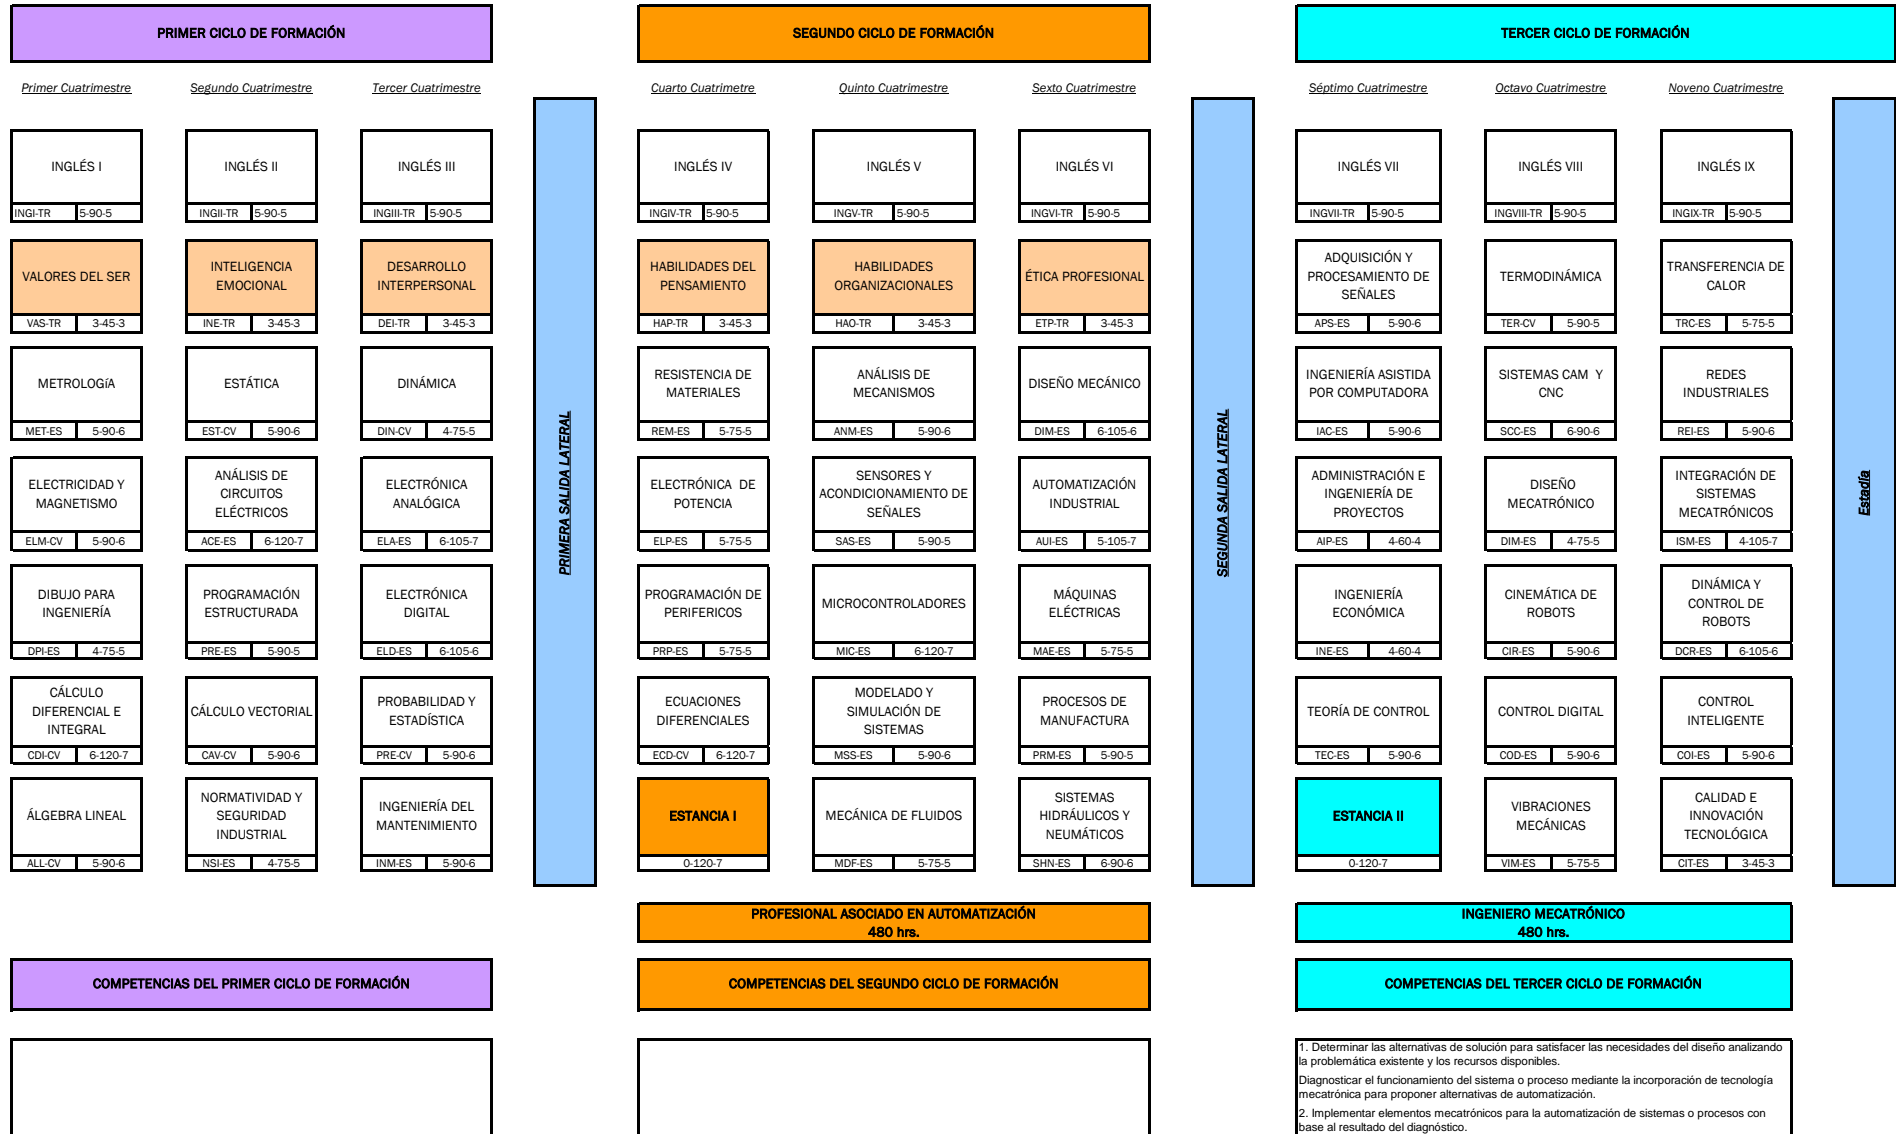 PRIMER CICLO DE FORMACIÓN
SEGUNDO CICLO DE FORMACIÓN
TERCER CICLO DE FORMACIÓN
Primer Cuatrimestre
Segundo Cuatrimestre
Tercer Cuatrimestre
Cuarto Cuatrimetre
Quinto Cuatrimestre
Sexto Cuatrimestre
Séptimo Cuatrimestre
Octavo Cuatrimestre
Noveno Cuatrimestre
INGLÉS I
INGI-TR 5-90-5
INGLÉS II
INGII-TR 5-90-5
INGLÉS III
INGIII-TR 5-90-5
INGLÉS IV
INGIV-TR 5-90-5
INGLÉS V
INGV-TR 5-90-5
INGLÉS VI
INGVI-TR 5-90-5
INGLÉS VII
INGVII-TR 5-90-5
INGLÉS VIII
INGVIII-TR 5-90-5
INGLÉS IX
INGIX-TR 5-90-5
VALORES DEL SER
VAS-TR 3-45-3
INTELIGENCIA
EMOCIONAL
INE-TR 3-45-3
DESARROLLO
INTERPERSONAL
DEI-TR 3-45-3
HABILIDADES DEL
PENSAMIENTO
HAP-TR 3-45-3
HABILIDADES
ORGANIZACIONALES
HAO-TR 3-45-3
ÉTICA PROFESIONAL
ETP-TR 3-45-3
ADQUISICIÓN Y
PROCESAMIENTO DE
SEÑALES
APS-ES 5-90-6
TERMODINÁMICA
TER-CV 5-90-5
TRANSFERENCIA DE
CALOR
TRC-ES 5-75-5
METROLOGíA
MET-ES 5-90-6
ESTÁTICA
EST-CV 5-90-6
DINÁMICA
DIN-CV 4-75-5
RESISTENCIA DE
MATERIALES
REM-ES 5-75-5
ANÁLISIS DE
MECANISMOS
ANM-ES 5-90-6
DISEÑO MECÁNICO
DIM-ES 6-105-6
INGENIERÍA ASISTIDA
POR COMPUTADORA
IAC-ES 5-90-6
SISTEMAS CAM Y
CNC
SCC-ES 6-90-6
REDES
INDUSTRIALES
REI-ES 5-90-6
ELECTRICIDAD Y
MAGNETISMO
ELM-CV 5-90-6
ANÁLISIS DE
CIRCUITOS
ELÉCTRICOS
ACE-ES 6-120-7
ELECTRÓNICA
ANALÓGICA
ELA-ES 6-105-7
ELECTRÓNICA DE
POTENCIA
ELP-ES 5-75-5
SENSORES Y
ACONDICIONAMIENTO DE
SEÑALES
SAS-ES 5-90-5
AUTOMATIZACIÓN
INDUSTRIAL
AUI-ES 5-105-7
ADMINISTRACIÓN E
INGENIERÍA DE
PROYECTOS
AIP-ES 4-60-4
DISEÑO
MECATRÓNICO
DIM-ES 4-75-5
INTEGRACIÓN DE
SISTEMAS
MECATRÓNICOS
ISM-ES 4-105-7
DIBUJO PARA
INGENIERÍA
DPI-ES 4-75-5
PROGRAMACIÓN
ESTRUCTURADA
PRE-ES 5-90-5
ELECTRÓNICA
DIGITAL
ELD-ES 6-105-6
PROGRAMACIÓN DE
PERIFERICOS
PRP-ES 5-75-5
MICROCONTROLADORES
MIC-ES 6-120-7
MÁQUINAS
ELÉCTRICAS
MAE-ES 5-75-5
INGENIERÍA
ECONÓMICA
INE-ES 4-60-4
CINEMÁTICA DE
ROBOTS
CIR-ES 5-90-6
DINÁMICA Y
CONTROL DE
ROBOTS
DCR-ES 6-105-6
CÁLCULO
DIFERENCIAL E
INTEGRAL
CDI-CV 6-120-7
CÁLCULO VECTORIAL
CAV-CV 5-90-6
PROBABILIDAD Y
ESTADÍSTICA
PRE-CV 5-90-6
ECUACIONES
DIFERENCIALES
ECD-CV 6-120-7
MODELADO Y
SIMULACIÓN DE
SISTEMAS
MSS-ES 5-90-6
PROCESOS DE
MANUFACTURA
PRM-ES 5-90-5
TEORÍA DE CONTROL
TEC-ES 5-90-6
CONTROL DIGITAL
COD-ES 5-90-6
CONTROL
INTELIGENTE
COI-ES 5-90-6
ÁLGEBRA LINEAL
ALL-CV 5-90-6
NORMATIVIDAD Y
SEGURIDAD
INDUSTRIAL
NSI-ES 4-75-5
INGENIERÍA DEL
MANTENIMIENTO
INM-ES 5-90-6
ESTANCIA I
0-120-7
MECÁNICA DE FLUIDOS
MDF-ES 5-75-5
SISTEMAS
HIDRÁULICOS Y
NEUMÁTICOS
SHN-ES 6-90-6
ESTANCIA II
0-120-7
VIBRACIONES
MECÁNICAS
VIM-ES 5-75-5
CALIDAD E
INNOVACIÓN
TECNOLÓGICA
CIT-ES 3-45-3
PRIMERA SALIDA LATERAL
SEGUNDA SALIDA LATERAL
Estadía
PROFESIONAL ASOCIADO EN AUTOMATIZACIÓN
480 hrs.
INGENIERO MECATRÓNICO
480 hrs.
COMPETENCIAS DEL PRIMER CICLO DE FORMACIÓN
COMPETENCIAS DEL SEGUNDO CICLO DE FORMACIÓN
COMPETENCIAS DEL TERCER CICLO DE FORMACIÓN
1. Determinar las alternativas de solución para satisfacer las necesidades del diseño analizando
la problemática existente y los recursos disponibles.
Diagnosticar el funcionamiento del sistema o proceso mediante la incorporación de tecnología
mecatrónica para proponer alternativas de automatización.
2. Implementar elementos mecatrónicos para la automatización de sistemas o procesos con
base al resultado del diagnóstico.